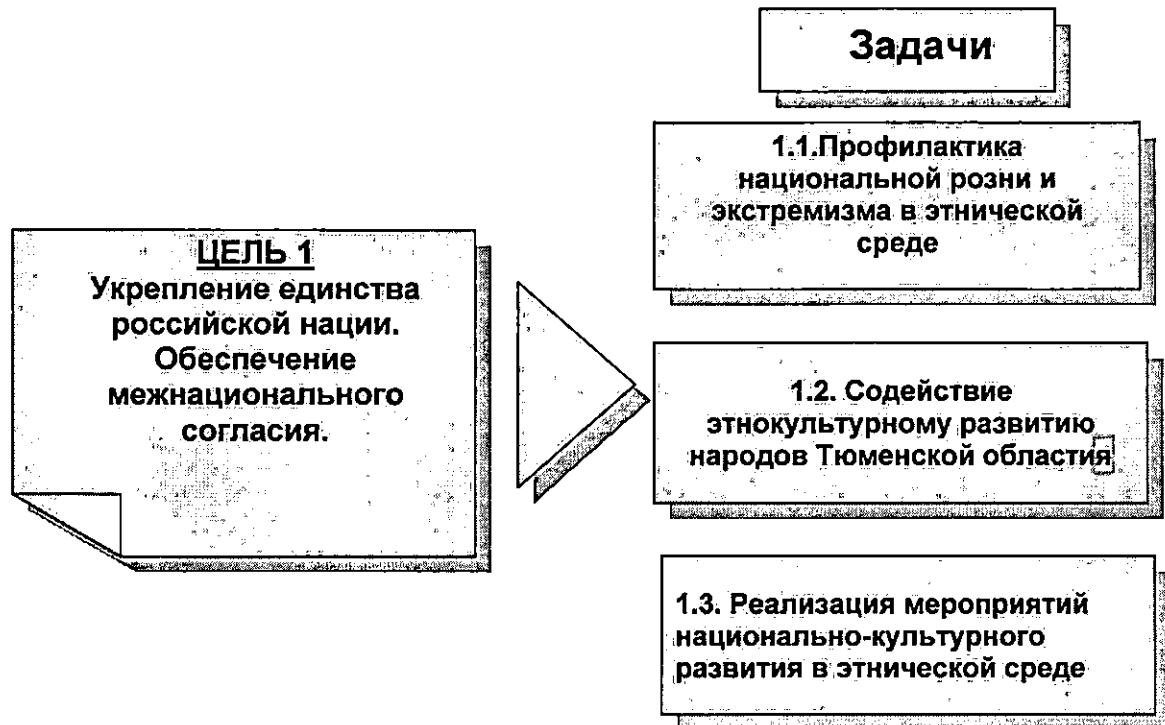 Задачи
1.1.Профилактика
национальной розни и
экстремизма в этнической
среде
ЦЕЛЬ 1
Укрепление единства
российской нации.
Обеспечение
межнационального
согласия.
1.2. Содействие
этнокультурному развитию
народов Тюменской областия
1.3. Реализация мероприятий
национально-культурного
развития в этнической среде